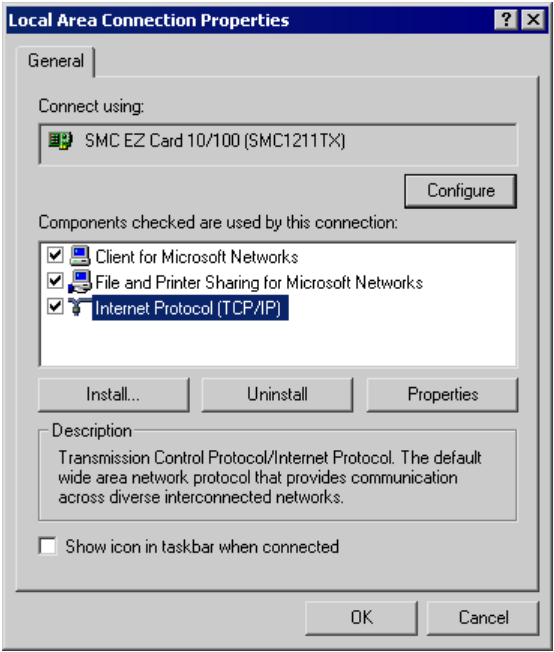 Local Area Connection Properties
General
Connect using:
SMC EZ Card 10/100 (SMC1211TX)
Configure
Components checked are used by this connection:
Client for Microsoft Networks
File and Printer Sharing for Microsoft Networks
Internet Protocol (TCP/IP)
Install... Uninstall Properties
Description
Transmission Control Protocol/Internet Protocol. The default
wide area network protocol that provides communication
across diverse interconnected networks.
Show icon in taskbar when connected
OK Cancel